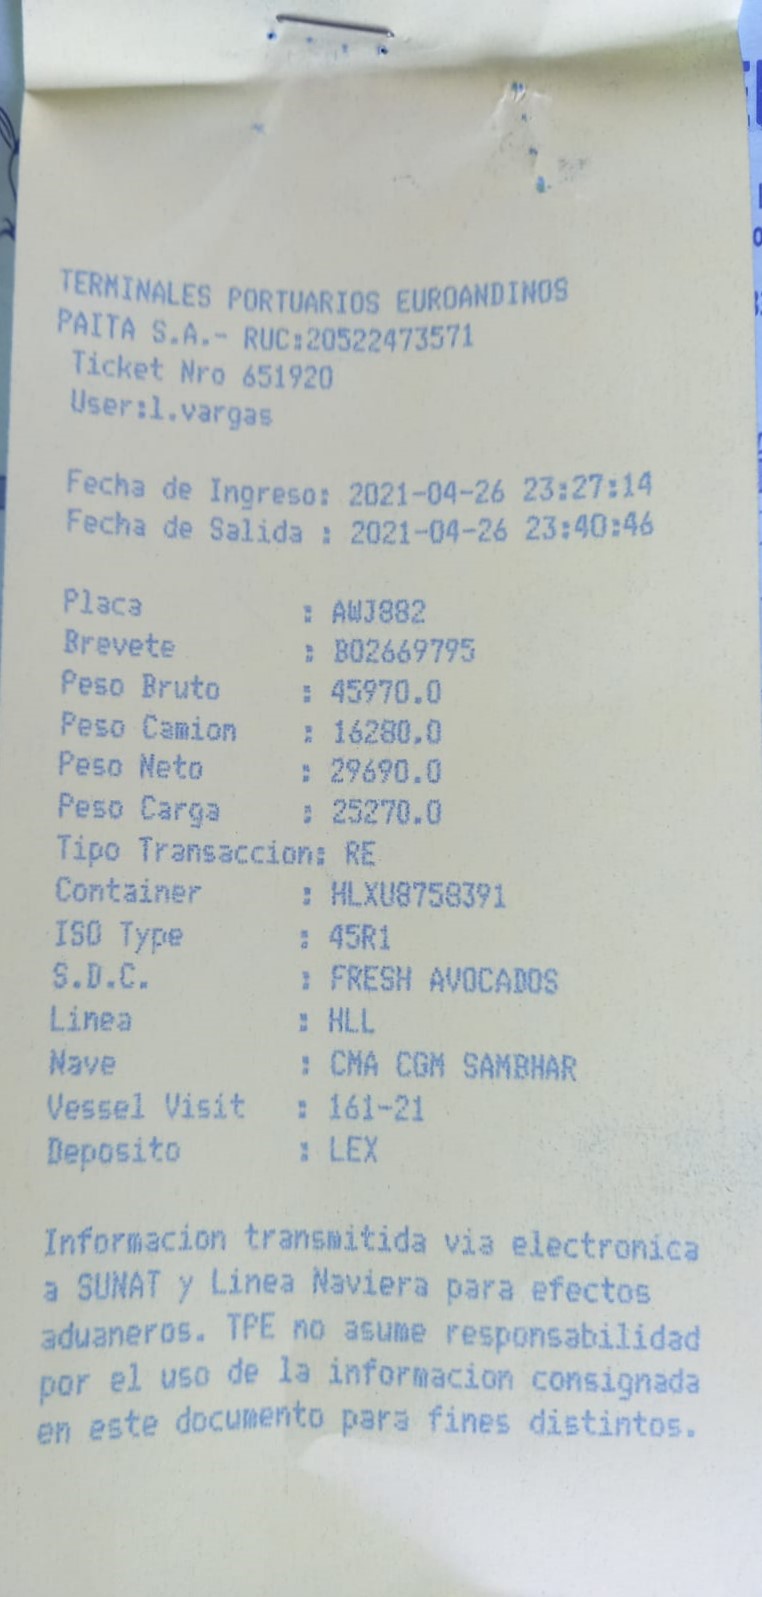 TERMINALES PORTUARIOS EUROANDINOS
PAITA S.A.- RUC:20522473571
Ticket Nro 651920
User:l.vargas
Fecha de Ingreso: 2021-04-26 23:27:14
Fecha de Salida : 2021-04-26 23:40:46
Placa : AWJ882
Brevete : B02669795
Peso Bruto : 45970.0
Peso Camion : 16280.0
Peso Neto : 29690.0
Peso Carga : 25270.0
Tipo Transaccion: RE
Container : HLXU8758391
ISO Type : 45R1
S.D.C. : FRESH AVOCADOS
Linea : HLL
Nave : CMA CGM SAMBHAR
Vessel Visit : 161-21
Deposito : LEX
Informacion transmitida via electronica
a SUNAT y Linea Naviera para efectos
aduaneros. TPE no asume responsabilidad
por el uso de la informacion consignada
en este documento para fines distintos.